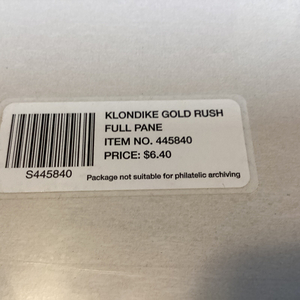 KLONDIKE GOLD RUSH
FULL PANE
ITEM NO. 445840
PRICE: $6.40
S445840
Package not suitable for philatelic archiving